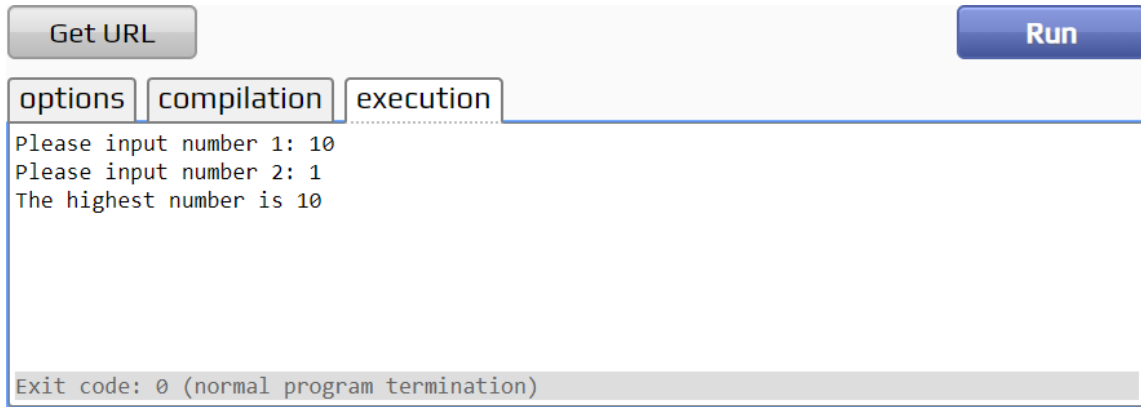 Get URL
Run
options compilation execution
Please input number 1: 10
Please input number 2: 1
The highest number is 10
Exit code: 0 (normal program termination)